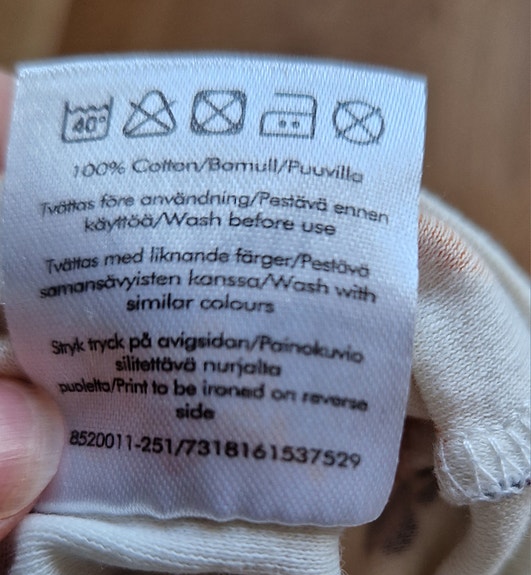 40°
100% Cotton/Bomull/Puuvilla
Tvättas före användning/Pestävä ennen
käyttöä/Wash before use
Tvättas med liknande färger/Pestävä
samansävyisten kanssa/Wash with
similar colours
Stryk tryck på avigsidan/Painokuvio
silitettävä nurjalta
puolelta/Print to be ironed on reverse
side
8520011-251/7318161537529